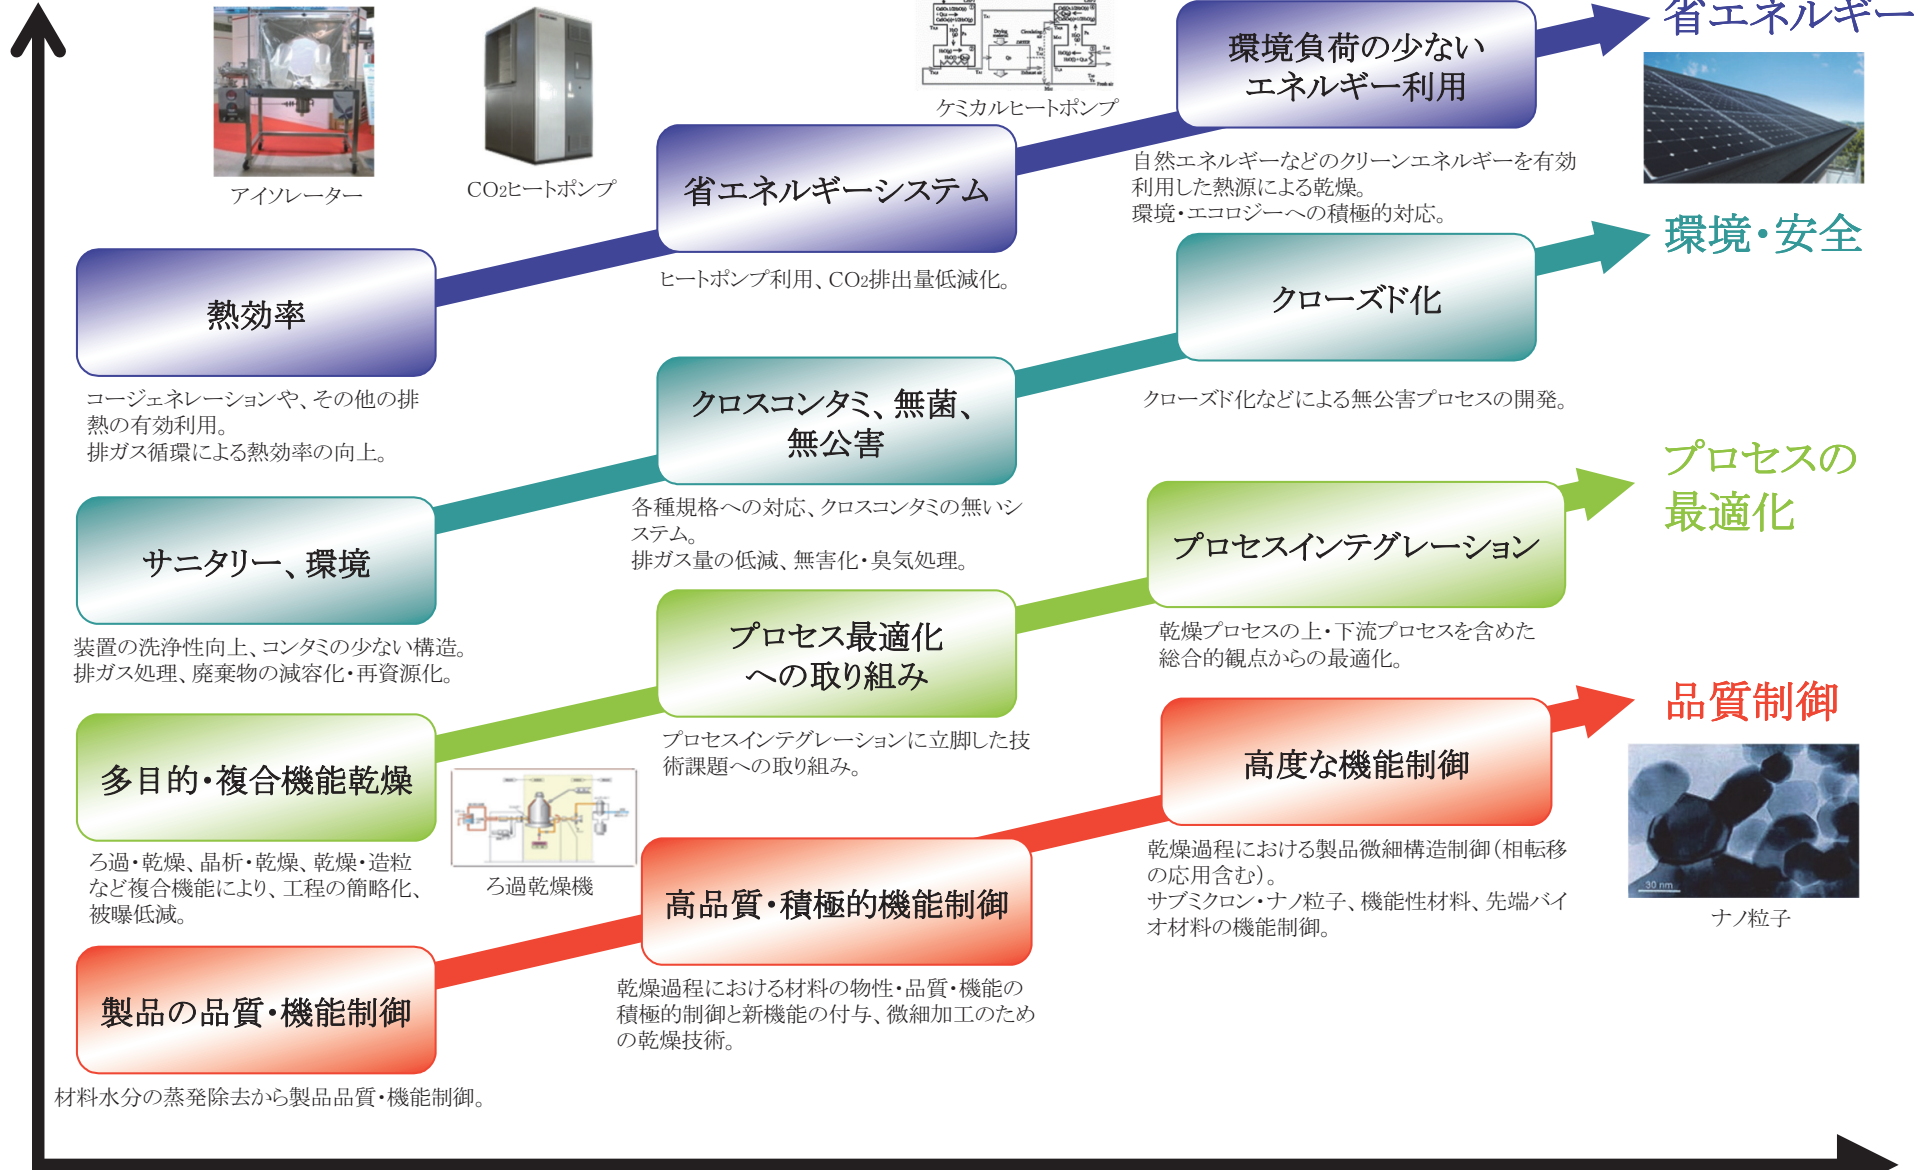 省エネルギー
環境負荷の少ない
エネルギー利用
ケミカルヒートポンプ
アイソレーター
CO2ヒートポンプ
省エネルギーシステム
自然エネルギーなどのクリーンエネルギーを有効
利用した熱源による乾燥。
環境・エコロジーへの積極的対応。
環境・安全
ヒートポンプ利用、CO2排出量低減化。
熱効率
クローズド化
コージェネレーションや、その他の排
熱の有効利用。
排ガス循環による熱効率の向上。
クロスコンタミ、無菌、
無公害
クローズド化などによる無公害プロセスの開発。
プロセスの
最適化
各種規格への対応、クロスコンタミの無いシ
ステム。
排ガス量の低減、無害化・臭気処理。
サニタリー、環境
プロセスインテグレーション
装置の洗浄性向上、コンタミの少ない構造。
排ガス処理、廃棄物の減容化・再資源化。
プロセス最適化
への取り組み
乾燥プロセスの上・下流プロセスを含めた
総合的観点からの最適化。
品質制御
プロセスインテグレーションに立脚した技
術課題への取り組み。
多目的・複合機能乾燥
高度な機能制御
ろ過・乾燥、晶析・乾燥、乾燥・造粒
など複合機能により、工程の簡略化、
被曝低減。
ろ過乾燥機
高品質・積極的機能制御
乾燥過程における製品微細構造制御（相転移
の応用含む）。
サブミクロン・ナノ粒子、機能性材料、先端バイ
オ材料の機能制御。
30 nm
ナノ粒子
製品の品質・機能制御
乾燥過程における材料の物性・品質・機能の
積極的制御と新機能の付与、微細加工のため
の乾燥技術。
材料水分の蒸発除去から製品品質・機能制御。